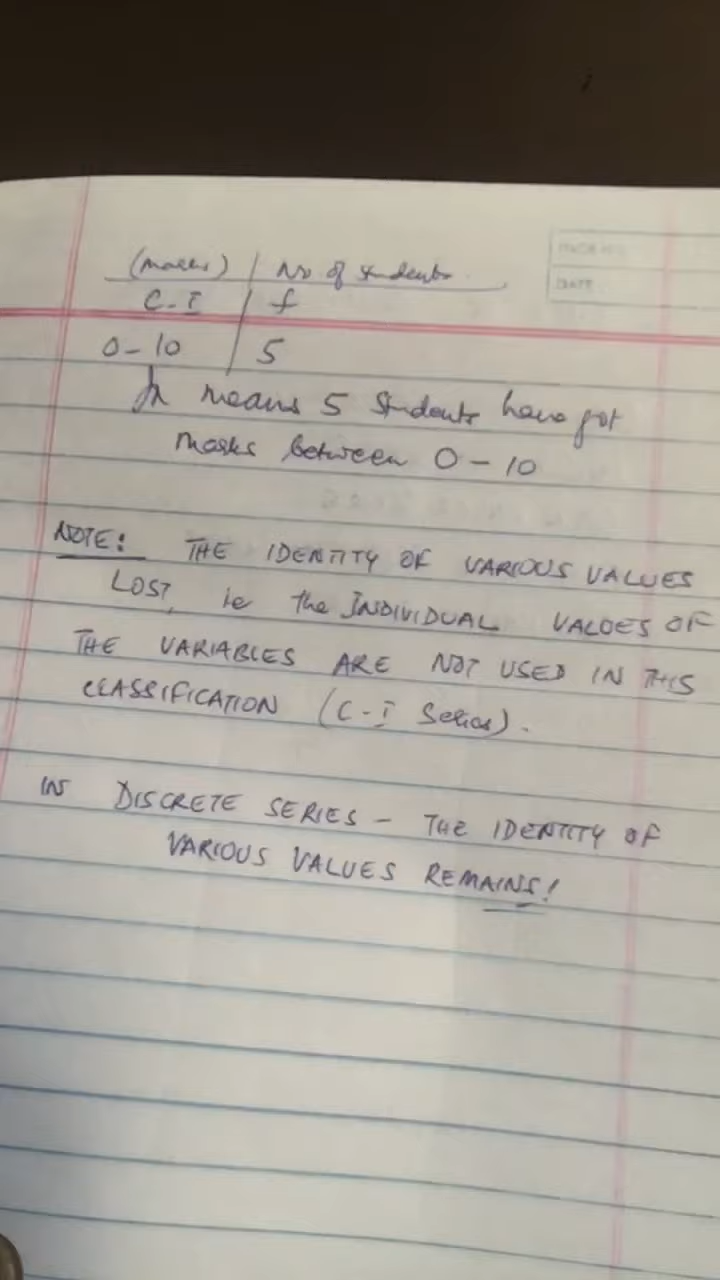 (Marks) | No of students
C-I | f
0-10 | 5
It means 5 students have got
marks between 0-10
NOTE: THE IDENTITY OF VARIOUS VALUES
LOST, ie the INDIVIDUAL VALUES OF
THE VARIABLES ARE NOT USED IN THIS
CLASSIFICATION (C-I Series).
IN DISCRETE SERIES - THE IDENTITY OF
VARIOUS VALUES REMAINS!
DATE